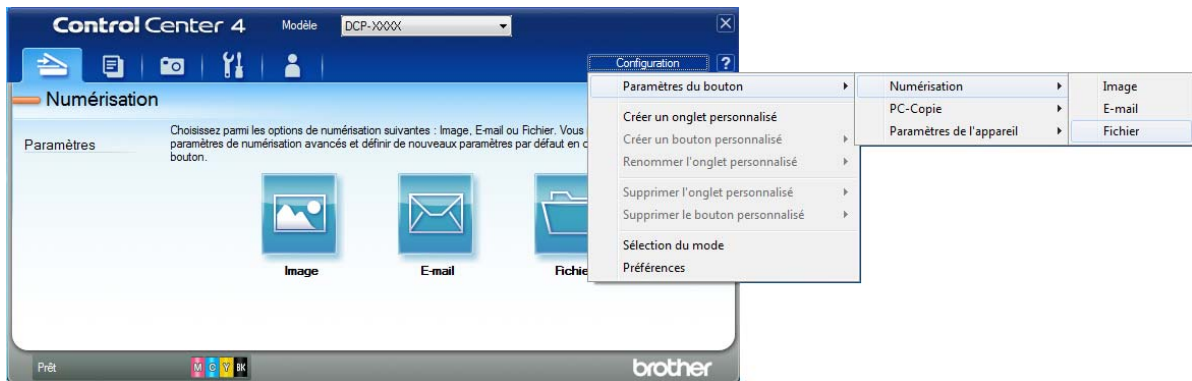 Control Center 4
Modèle
DCP-XXXX
Configuration
?
Numérisation
Paramètres
Choisissez parmi les options de numérisation suivantes : Image, E-mail ou Fichier. Vous
paramètres de numérisation avancés et définir de nouveaux paramètres par défaut en
bouton.
Image
E-mail
Fichie
Paramètres du bouton
Créer un onglet personnalisé
Créer un bouton personnalisé
Renommer l'onglet personnalisé
Supprimer l'onglet personnalisé
Supprimer le bouton personnalisé
Sélection du mode
Préférences
Numérisation
PC-Copie
Paramètres de l'appareil
Image
E-mail
Fichier
Prêt
M C Y BK
brother